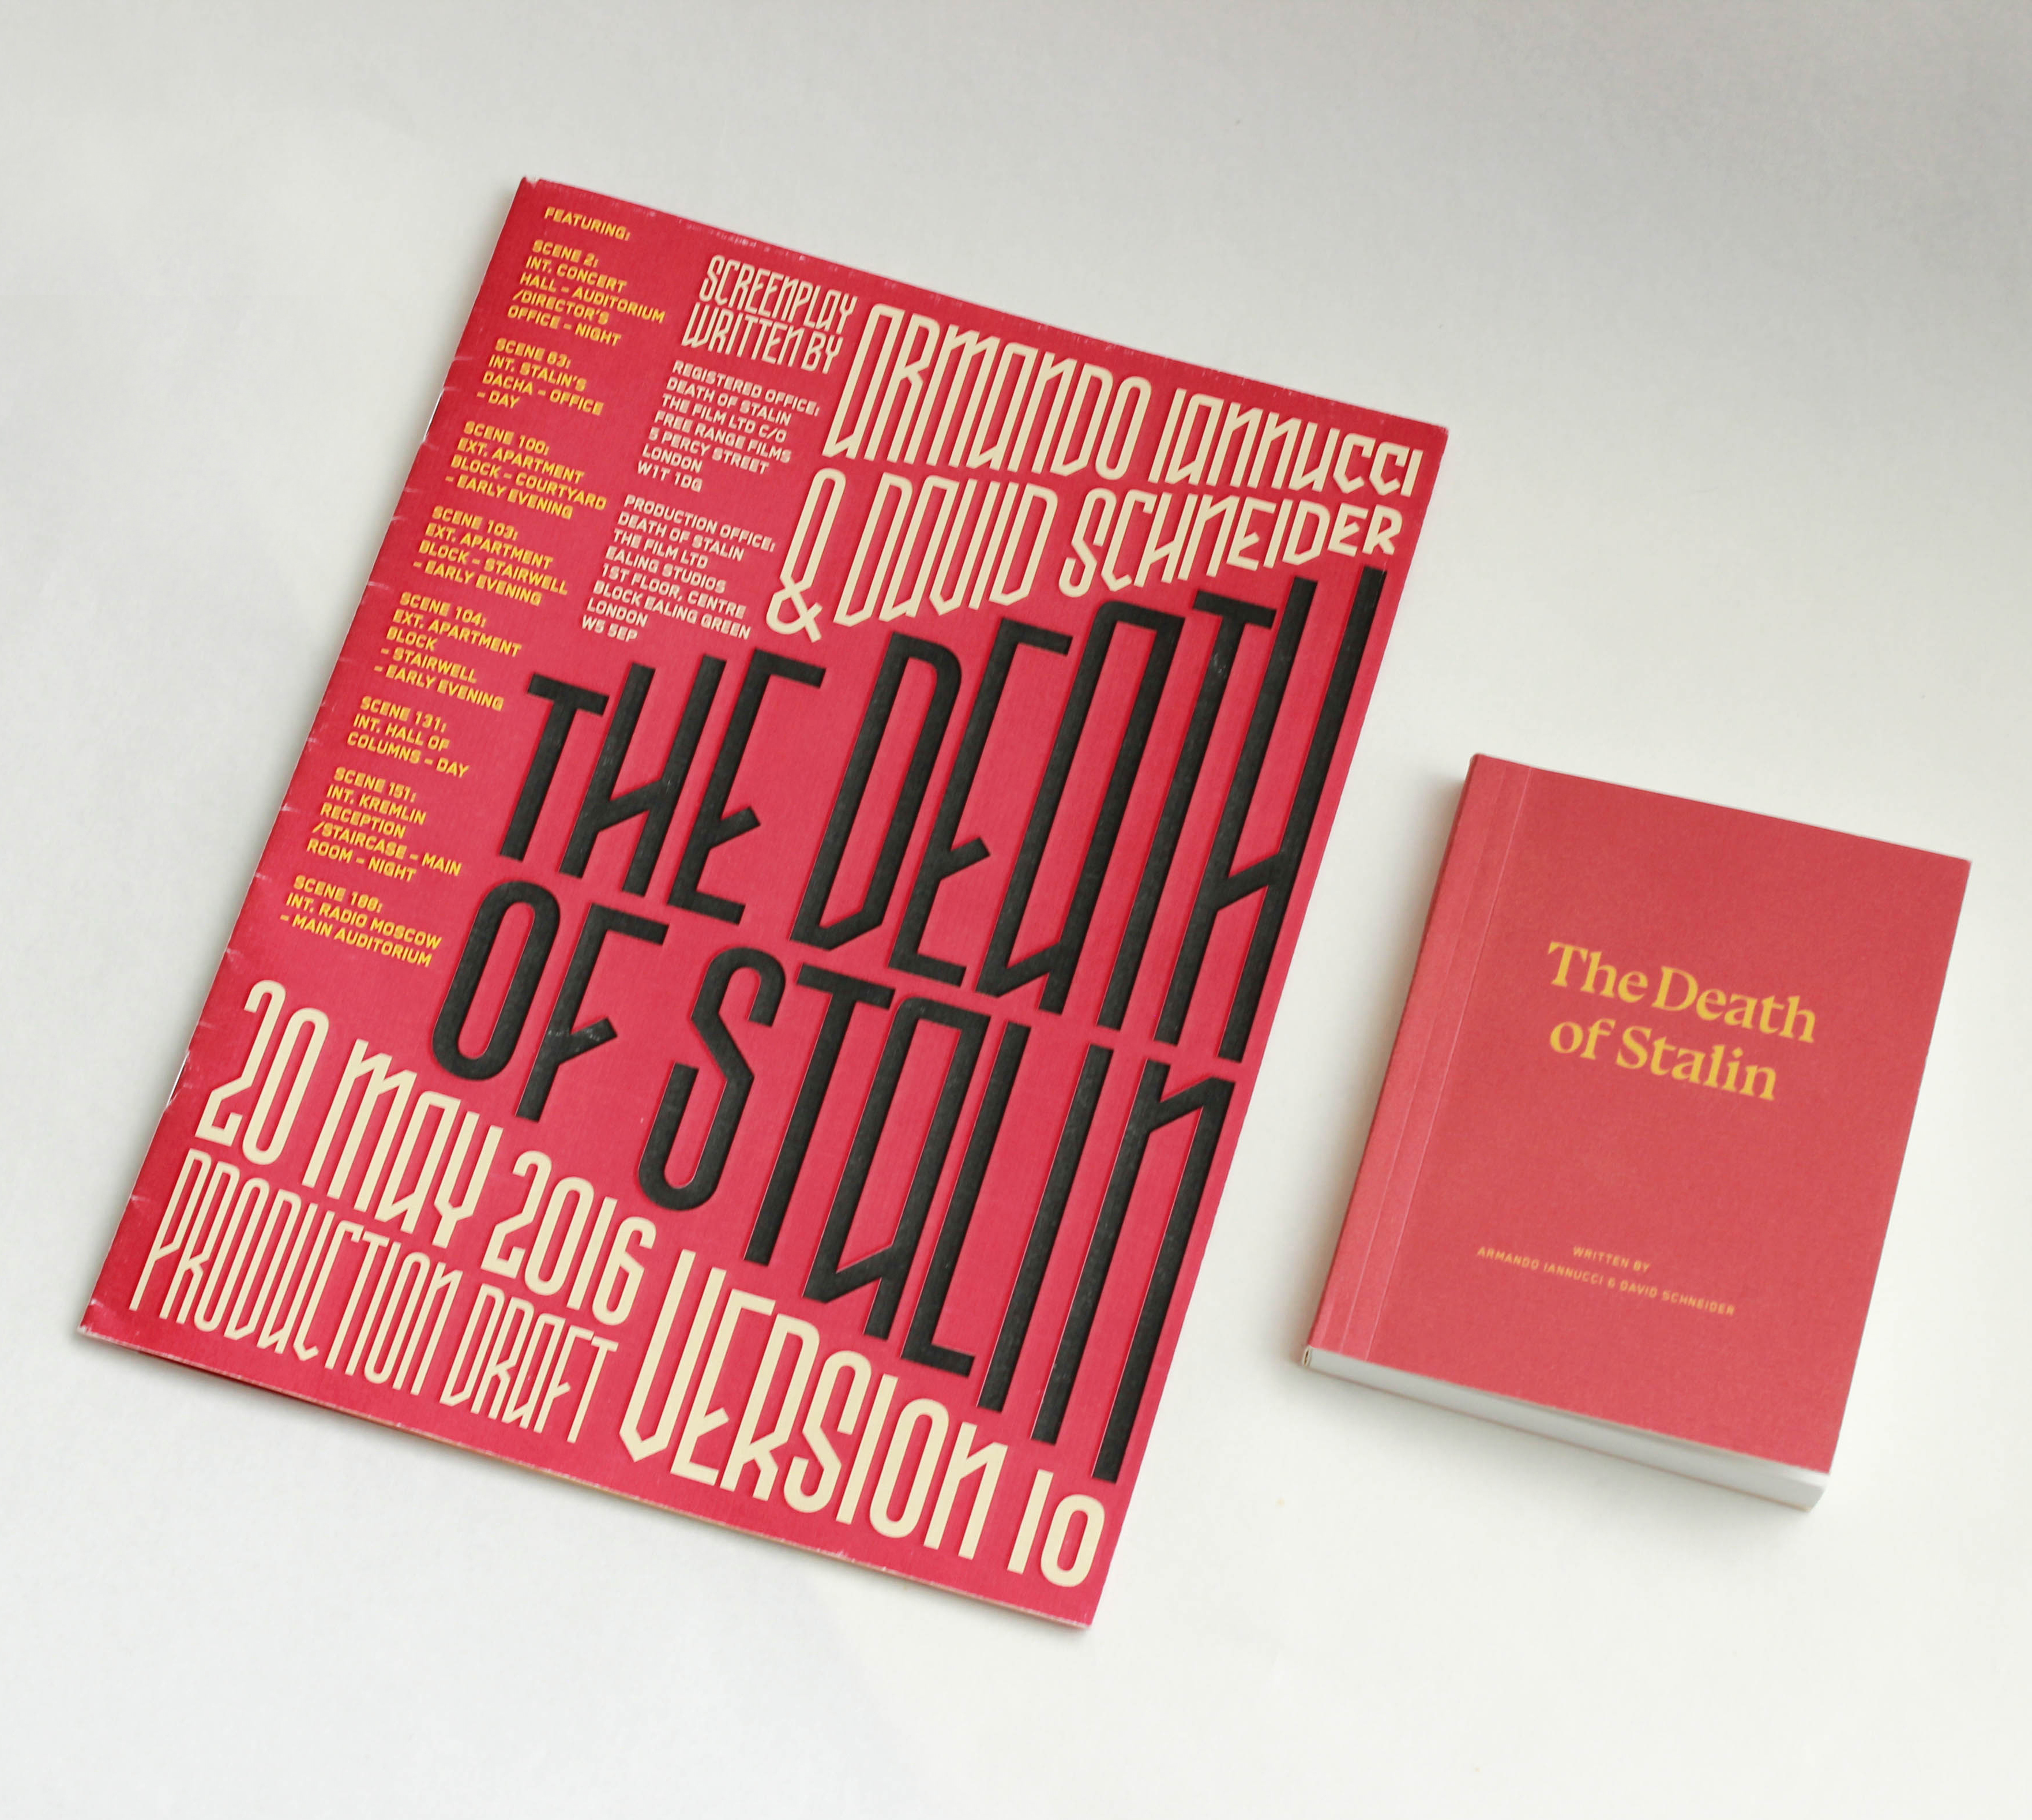 FEATURING:
SCENE 2:
INT. CONCERT
HALL – AUDITORIUM
/DIRECTOR'S
OFFICE – NIGHT
SCENE 63:
INT. STALIN'S
DACHA – OFFICE
– DAY
SCENE 100:
EXT. APARTMENT
BLOCK – COURTYARD
– EARLY EVENING
SCENE 103:
EXT. APARTMENT
BLOCK – STAIRWELL
– EARLY EVENING
SCENE 104:
EXT. APARTMENT
BLOCK
– STAIRWELL
– EARLY EVENING
SCENE 131:
INT. HALL OF
COLUMNS – DAY
SCENE 151:
INT. KREMLIN
RECEPTION
/STAIRCASE – MAIN
ROOM – NIGHT
SCENE 188:
INT. RADIO MOSCOW
– MAIN AUDITORIUM
SCREENPLAY
WRITTEN BY
REGISTERED OFFICE:
DEATH OF STALIN
THE FILM LTD C/O
FREE RANGE FILMS
5 PERCY STREET
LONDON
W1T 1DG
PRODUCTION OFFICE:
DEATH OF STALIN
THE FILM LTD
EALING STUDIOS
1ST FLOOR, CENTRE
BLOCK EALING GREEN
LONDON
W5 5EP
ARMANDO IANNUCCI
& DAVID SCHNEIDER
THE DEATH
OF STALIN
20 MAY 2016
PRODUCTION DRAFT
VERSION 10
The Death
of Stalin
WRITTEN BY
ARMANDO IANNUCCI & DAVID SCHNEIDER